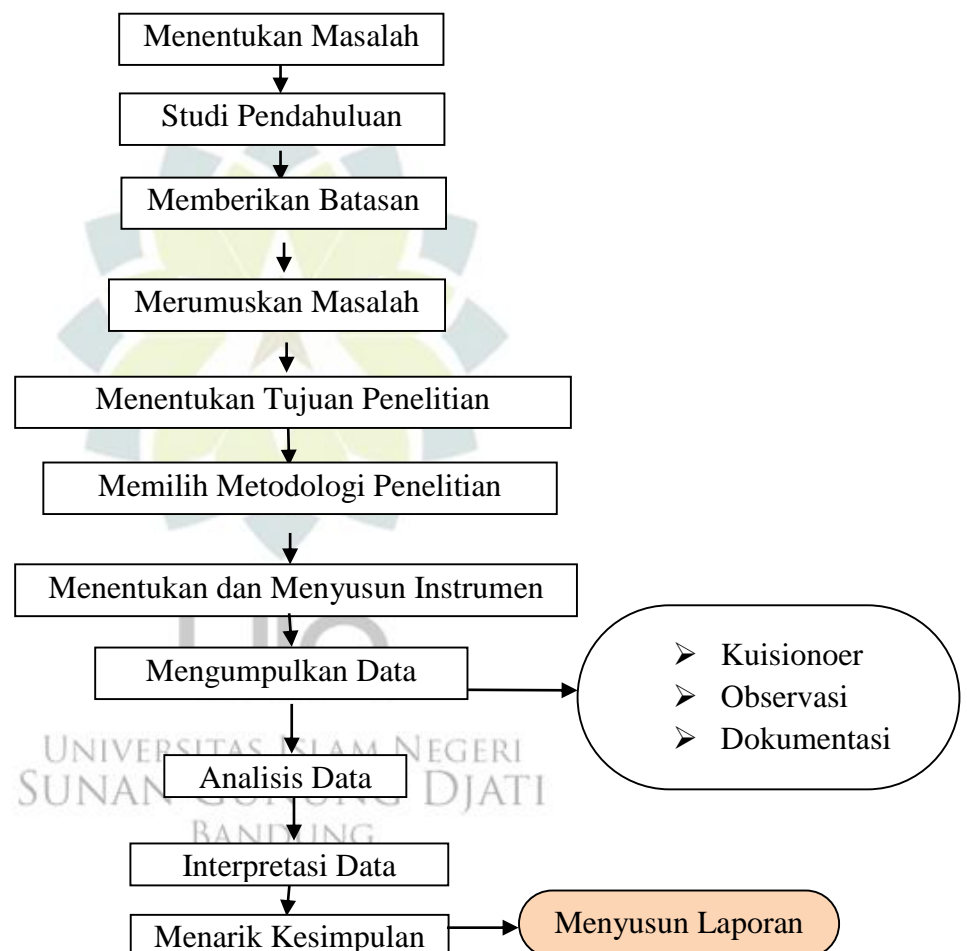 Menentukan Masalah
Studi Pendahuluan
Memberikan Batasan
Merumuskan Masalah
Menentukan Tujuan Penelitian
Memilih Metodologi Penelitian
Menentukan dan Menyusun Instrumen
Mengumpulkan Data
➢ Kuisionoer
➢ Observasi
➢ Dokumentasi
UNIVERSITAS ISLAM NEGERI
Analisis Data
SUNAN GUNUNG DJATI
BANDUNG
Interpretasi Data
Menarik Kesimpulan
Menyusun Laporan